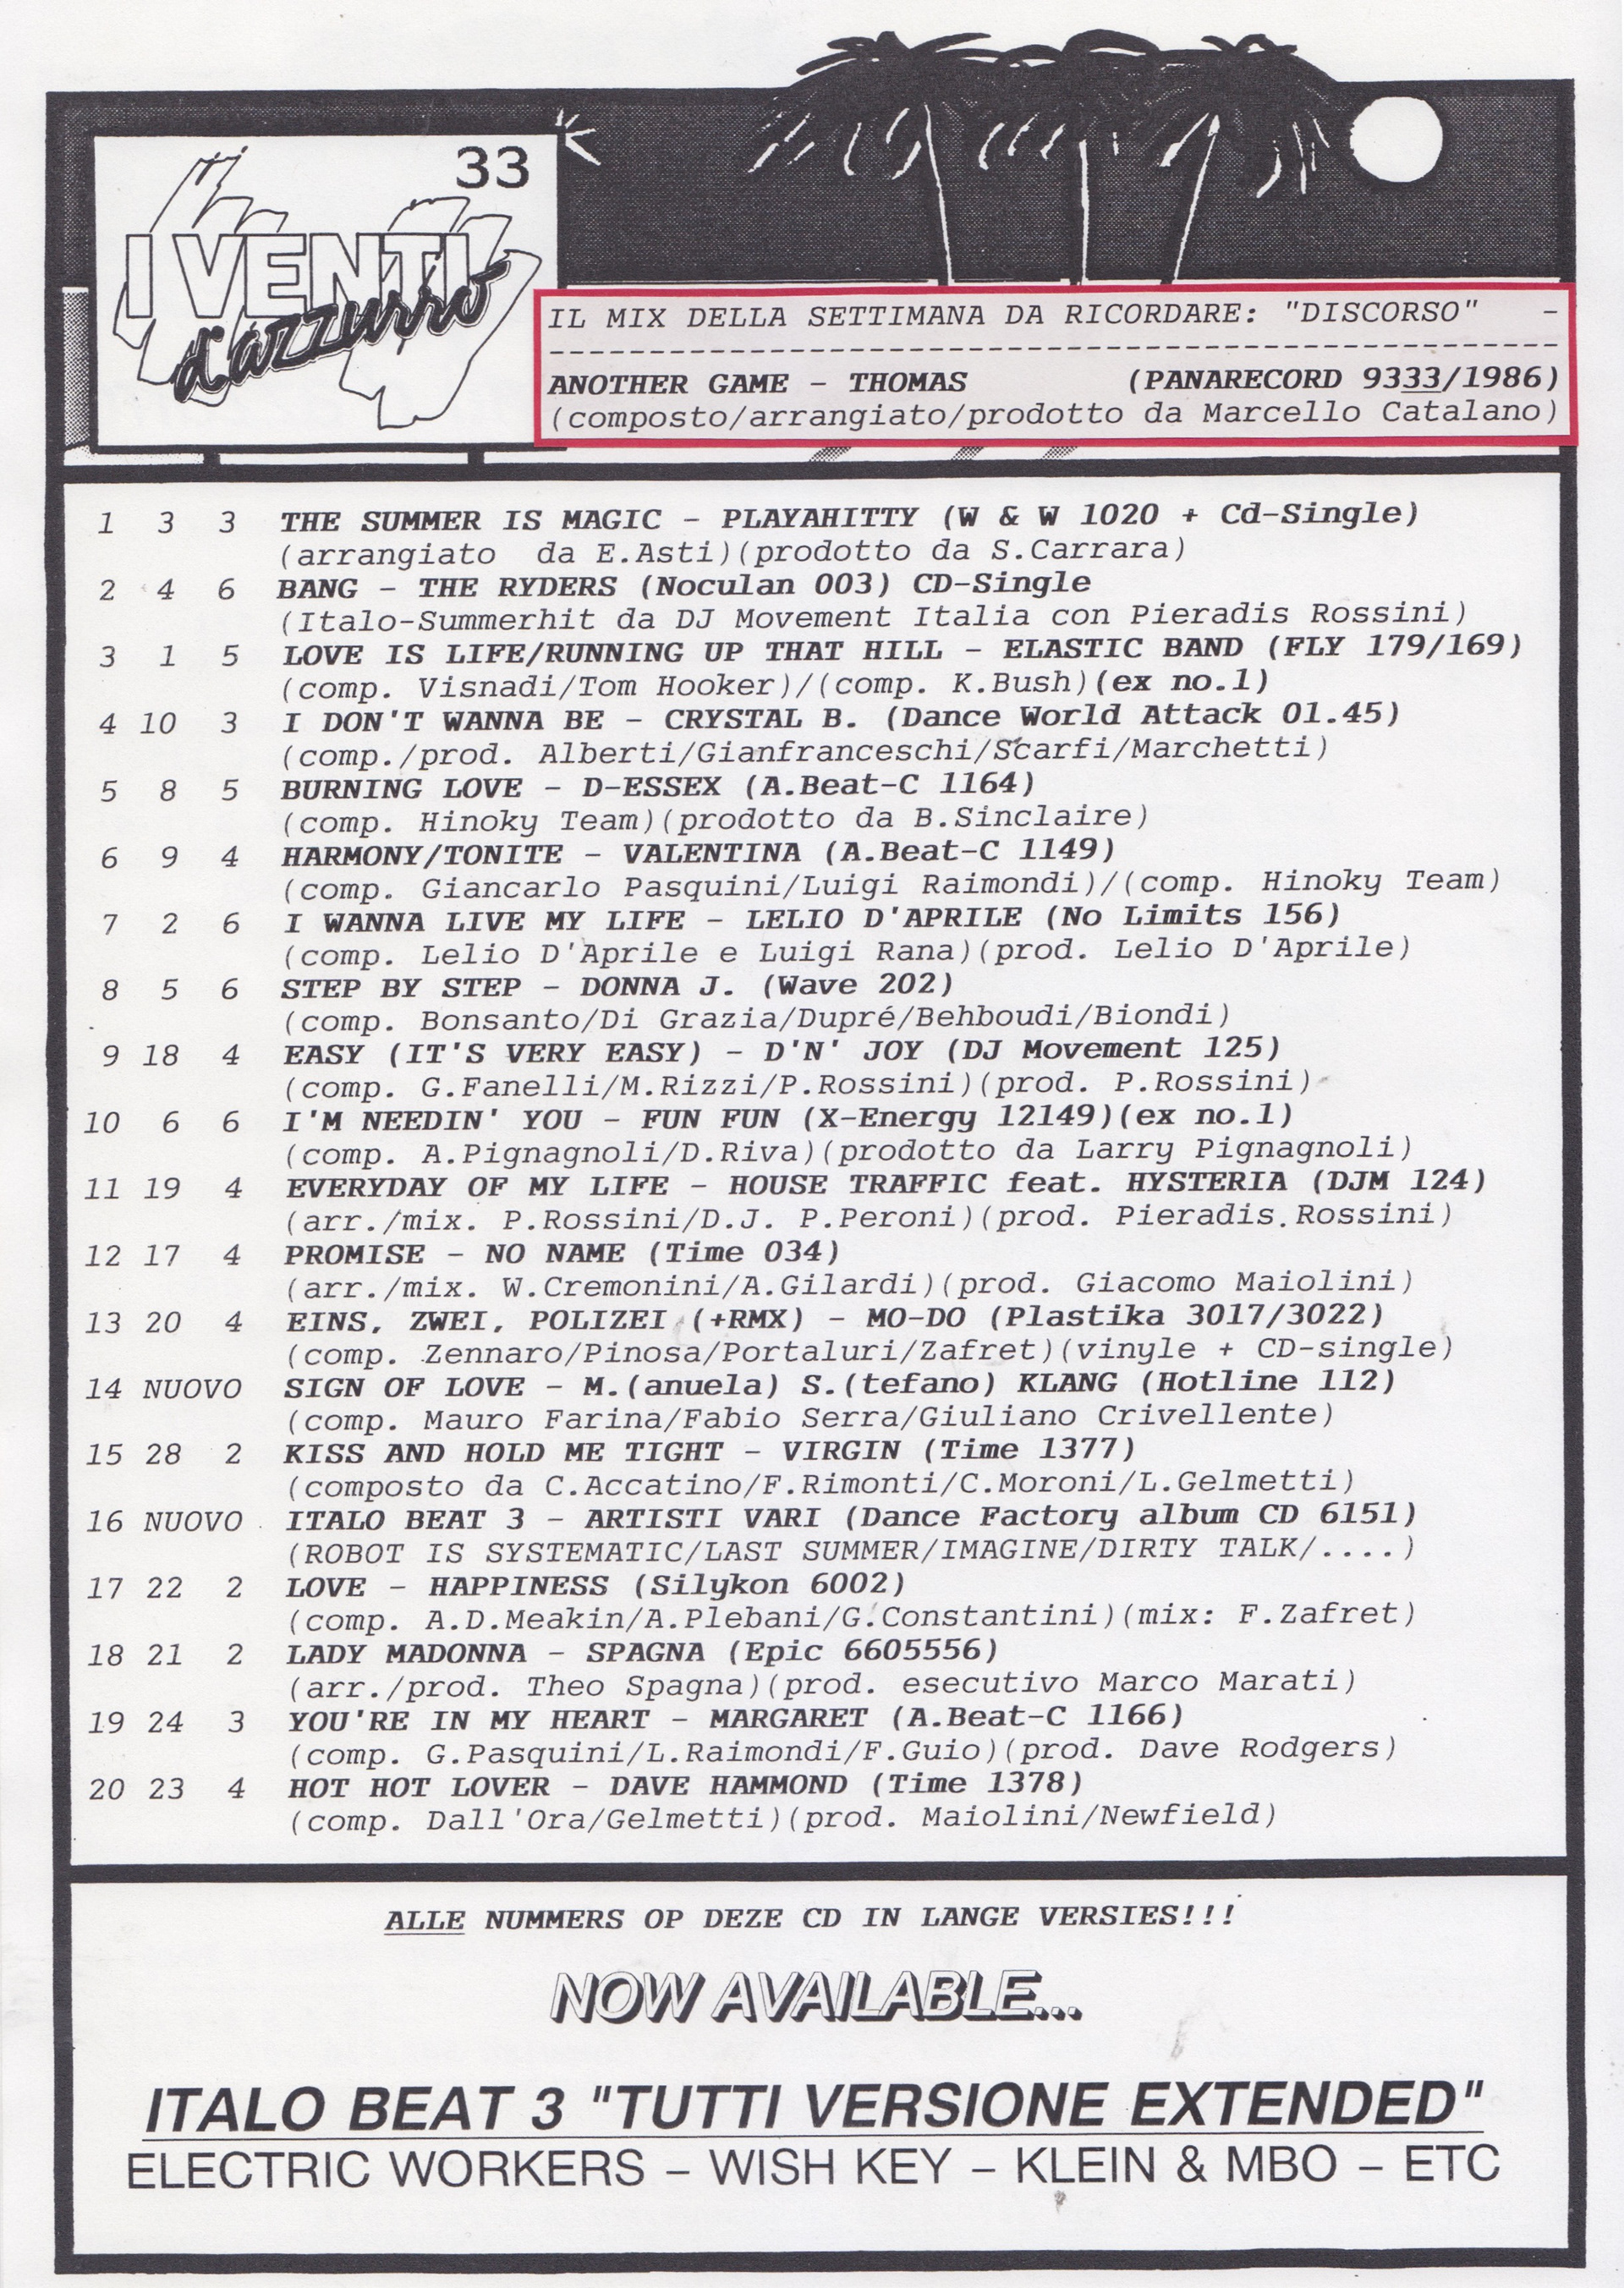 33
I VENTI
d'azzurro
IL MIX DELLA SETTIMANA DA RICORDARE: "DISCORSO" -
--------------------------------------------------
ANOTHER GAME - THOMAS (PANARECORD 9333/1986)
(composto/arrangiato/prodotto da Marcello Catalano)
1 3 3 THE SUMMER IS MAGIC - PLAYAHITTY (W & W 1020 + Cd-Single)
(arrangiato da E.Asti)(prodotto da S.Carrara)
2 4 6 BANG - THE RYDERS (Noculan 003) CD-Single
(Italo-Summerhit da DJ Movement Italia con Pieradis Rossini)
3 1 5 LOVE IS LIFE/RUNNING UP THAT HILL - ELASTIC BAND (FLY 179/169)
(comp. Visnadi/Tom Hooker)/(comp. K.Bush)(ex no.1)
4 10 3 I DON'T WANNA BE - CRYSTAL B. (Dance World Attack 01.45)
(comp./prod. Alberti/Gianfranceschi/Scarfi/Marchetti)
5 8 5 BURNING LOVE - D-ESSEX (A.Beat-C 1164)
(comp. Hinoky Team)(prodotto da B.Sinclaire)
6 9 4 HARMONY/TONITE - VALENTINA (A.Beat-C 1149)
(comp. Giancarlo Pasquini/Luigi Raimondi)/(comp. Hinoky Team)
7 2 6 I WANNA LIVE MY LIFE - LELIO D'APRILE (No Limits 156)
(comp. Lelio D'Aprile e Luigi Rana)(prod. Lelio D'Aprile)
8 5 6 STEP BY STEP - DONNA J. (Wave 202)
(comp. Bonsanto/Di Grazia/Dupré/Behboudi/Biondi)
9 18 4 EASY (IT'S VERY EASY) - D'N' JOY (DJ Movement 125)
(comp. G.Fanelli/M.Rizzi/P.Rossini)(prod. P.Rossini)
10 6 6 I'M NEEDIN' YOU - FUN FUN (X-Energy 12149)(ex no.1)
(comp. A.Pignagnoli/D.Riva)(prodotto da Larry Pignagnoli)
11 19 4 EVERYDAY OF MY LIFE - HOUSE TRAFFIC feat. HYSTERIA (DJM 124)
(arr./mix. P.Rossini/D.J. P.Peroni)(prod. Pieradis Rossini)
12 17 4 PROMISE - NO NAME (Time 034)
(arr./mix. W.Cremonini/A.Gilardi)(prod. Giacomo Maiolini)
13 20 4 EINS, ZWEI, POLIZEI (+RMX) - MO-DO (Plastika 3017/3022)
(comp. Zennaro/Pinosa/Portaluri/Zafret)(vinyle + CD-single)
14 NUOVO SIGN OF LOVE - M.(anuela) S.(tefano) KLANG (Hotline 112)
(comp. Mauro Farina/Fabio Serra/Giuliano Crivellente)
15 28 2 KISS AND HOLD ME TIGHT - VIRGIN (Time 1377)
(composto da C.Accatino/F.Rimonti/C.Moroni/L.Gelmetti)
16 NUOVO ITALO BEAT 3 - ARTISTI VARI (Dance Factory album CD 6151)
(ROBOT IS SYSTEMATIC/LAST SUMMER/IMAGINE/DIRTY TALK/....)
17 22 2 LOVE - HAPPINESS (Silykon 6002)
(comp. A.D.Meakin/A.Plebani/G.Constantini)(mix: F.Zafret)
18 21 2 LADY MADONNA - SPAGNA (Epic 6605556)
(arr./prod. Theo Spagna)(prod. esecutivo Marco Marati)
19 24 3 YOU'RE IN MY HEART - MARGARET (A.Beat-C 1166)
(comp. G.Pasquini/L.Raimondi/F.Guio)(prod. Dave Rodgers)
20 23 4 HOT HOT LOVER - DAVE HAMMOND (Time 1378)
(comp. Dall'Ora/Gelmetti)(prod. Maiolini/Newfield)
ALLE NUMMERS OP DEZE CD IN LANGE VERSIES!!!
NOW AVAILABLE...
ITALO BEAT 3 "TUTTI VERSIONE EXTENDED"
ELECTRIC WORKERS - WISH KEY - KLEIN & MBO - ETC